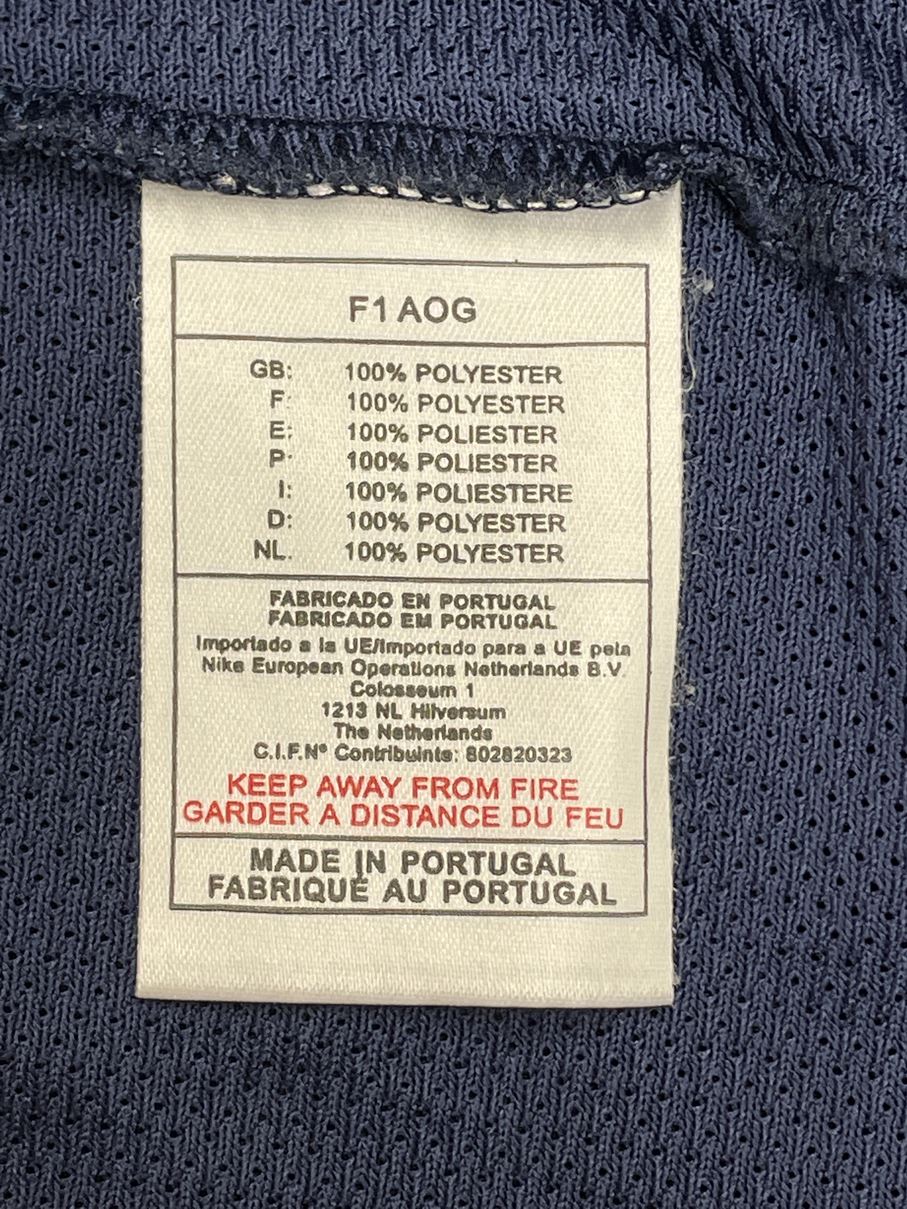 F1 AOG
GB: 100% POLYESTER
F: 100% POLYESTER
E: 100% POLIESTER
P: 100% POLIESTER
I: 100% POLIESTERE
D: 100% POLYESTER
NL. 100% POLYESTER
FABRICADO EN PORTUGAL
FABRICADO EM PORTUGAL
Importado a la UE/Importado para a UE pela
Nike European Operations Netherlands B.V.
Colosseum 1
1213 NL Hilversum
The Netherlands
C.I.F.Nº Contribuinte: 802820323
KEEP AWAY FROM FIRE
GARDER A DISTANCE DU FEU
MADE IN PORTUGAL
FABRIQUÉ AU PORTUGAL